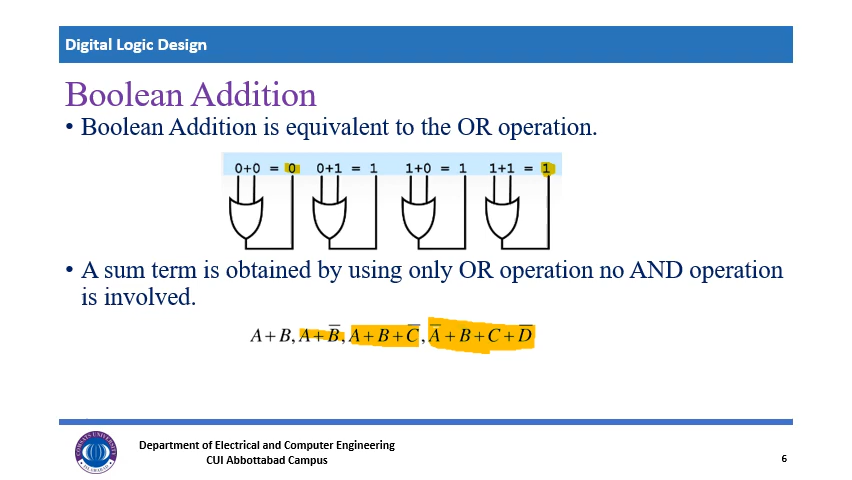 Digital Logic Design
Boolean Addition
• Boolean Addition is equivalent to the OR operation.
0+0 = 0 0+1 = 1 1+0 = 1 1+1 = 1
• A sum term is obtained by using only OR operation no AND operation
is involved.
A + B, A + B̅, A + B + C̅, A̅ + B + C + D̅
Department of Electrical and Computer Engineering
CUI Abbottabad Campus
6